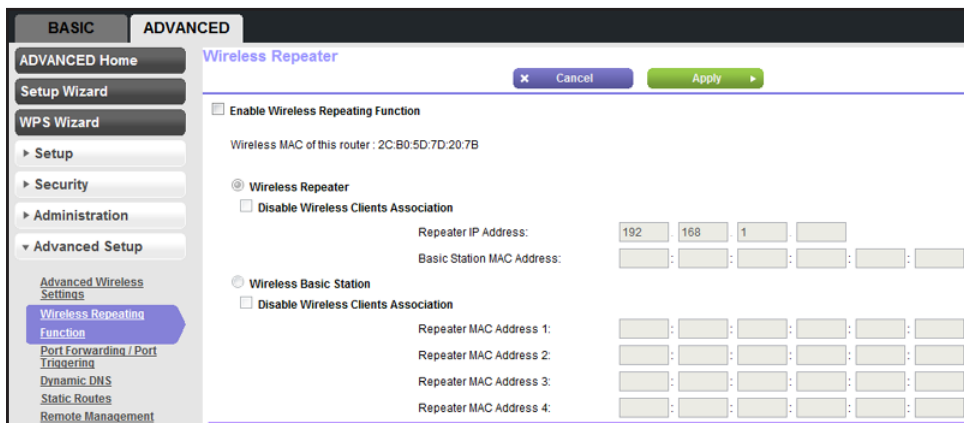 BASIC
ADVANCED
ADVANCED Home
Setup Wizard
WPS Wizard
Setup
Security
Administration
Advanced Setup
Advanced Wireless
Settings
Wireless Repeating
Function
Port Forwarding / Port
Triggering
Dynamic DNS
Static Routes
Remote Management
Wireless Repeater
x Cancel
Apply
Enable Wireless Repeating Function
Wireless MAC of this router : 2C:B0:5D:7D:20:7B
Wireless Repeater
Disable Wireless Clients Association
Repeater IP Address: 192 . 168 . 1 .
Basic Station MAC Address: : : : : :
Wireless Basic Station
Disable Wireless Clients Association
Repeater MAC Address 1: : : : : :
Repeater MAC Address 2: : : : : :
Repeater MAC Address 3: : : : : :
Repeater MAC Address 4: : : : : :